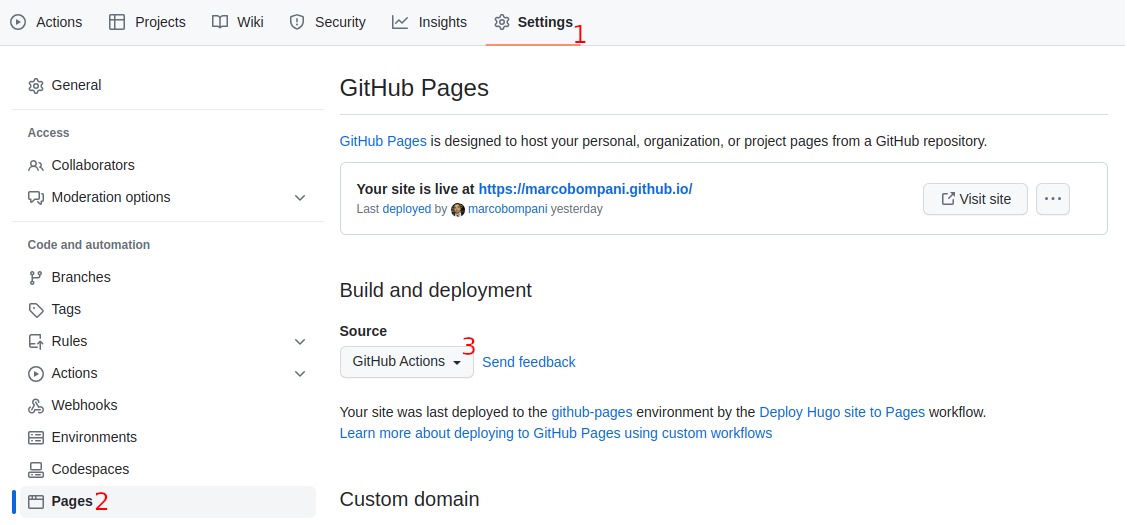 Actions Projects Wiki Security Insights Settings 1
General
Access
Collaborators
Moderation options
Code and automation
Branches
Tags
Rules
Actions
Webhooks
Environments
Codespaces
Pages 2
GitHub Pages
GitHub Pages is designed to host your personal, organization, or project pages from a GitHub repository.
Your site is live at https://marcobompani.github.io/
Last deployed by marcobompani yesterday
Visit site
Build and deployment
Source
GitHub Actions 3 Send feedback
Your site was last deployed to the github-pages environment by the Deploy Hugo site to Pages workflow.
Learn more about deploying to GitHub Pages using custom workflows
Custom domain